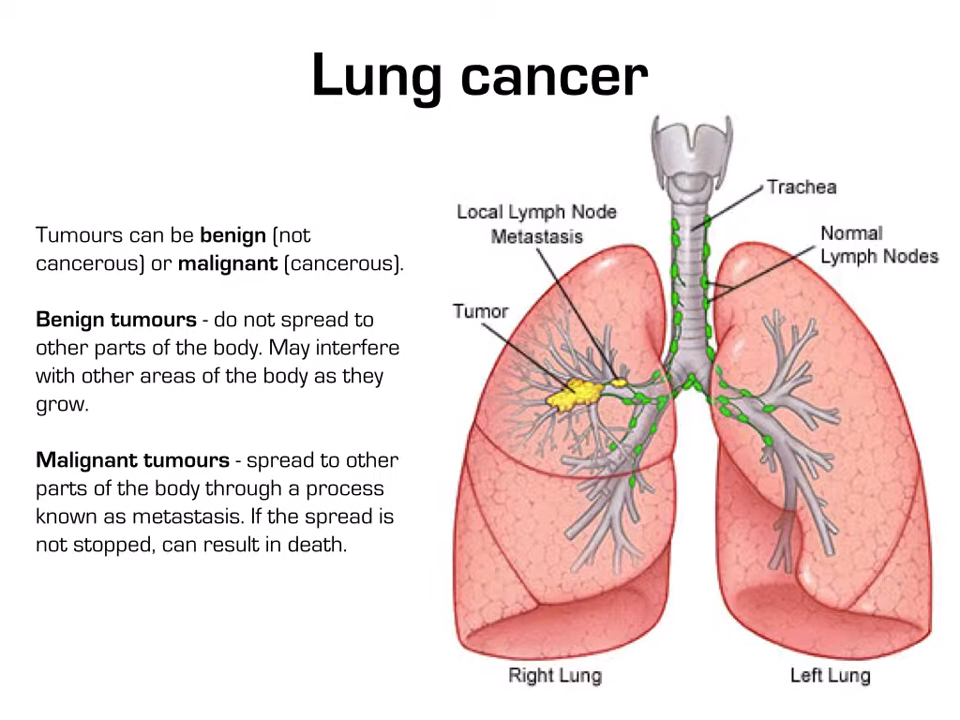 Lung cancer
Tumours can be benign (not
cancerous) or malignant (cancerous).
Benign tumours - do not spread to
other parts of the body. May interfere
with other areas of the body as they
grow.
Malignant tumours - spread to other
parts of the body through a process
known as metastasis. If the spread is
not stopped, can result in death.
Trachea
Local Lymph Node
Metastasis
Normal
Lymph Nodes
Tumor
Right Lung
Left Lung